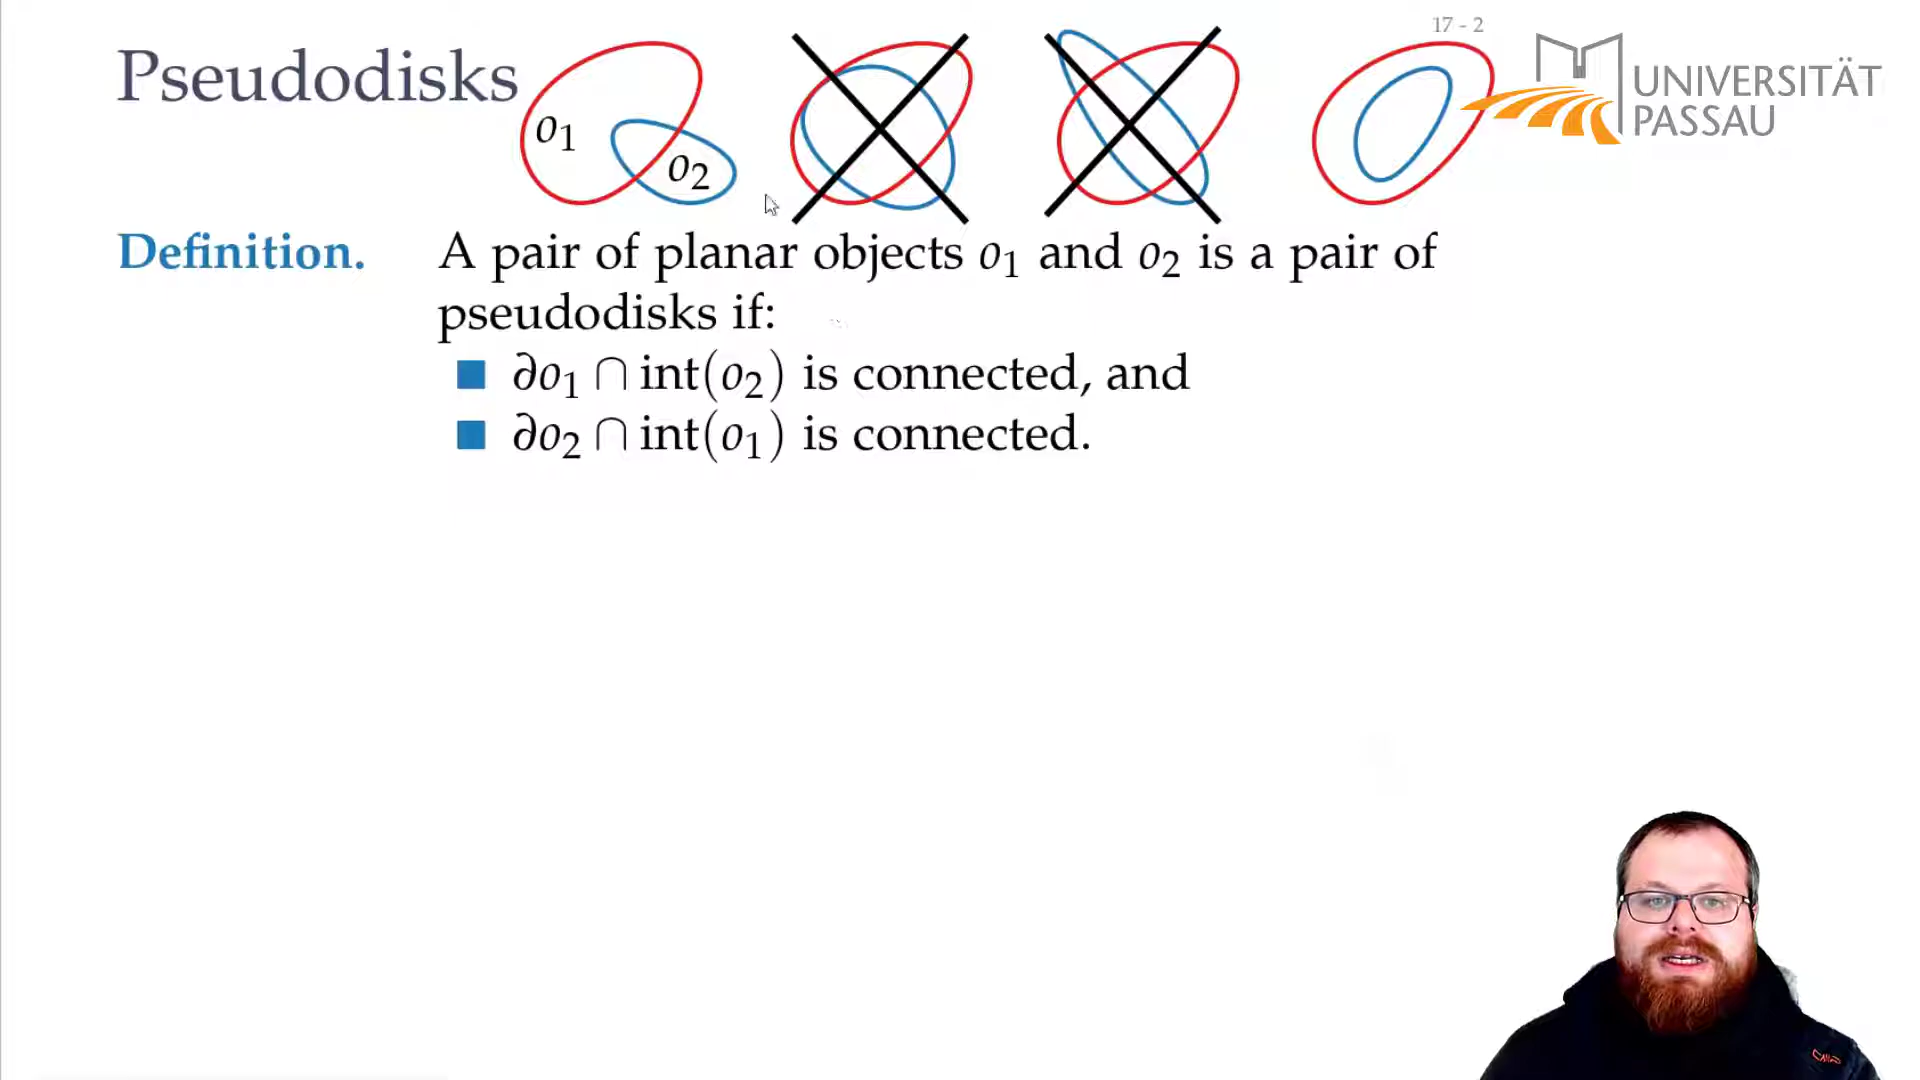 17 - 2
Pseudodisks
o₁
o₂
UNIVERSITÄT
PASSAU
Definition. A pair of planar objects o₁ and o₂ is a pair of
pseudodisks if:
∂o₁ ∩ int(o₂) is connected, and
∂o₂ ∩ int(o₁) is connected.